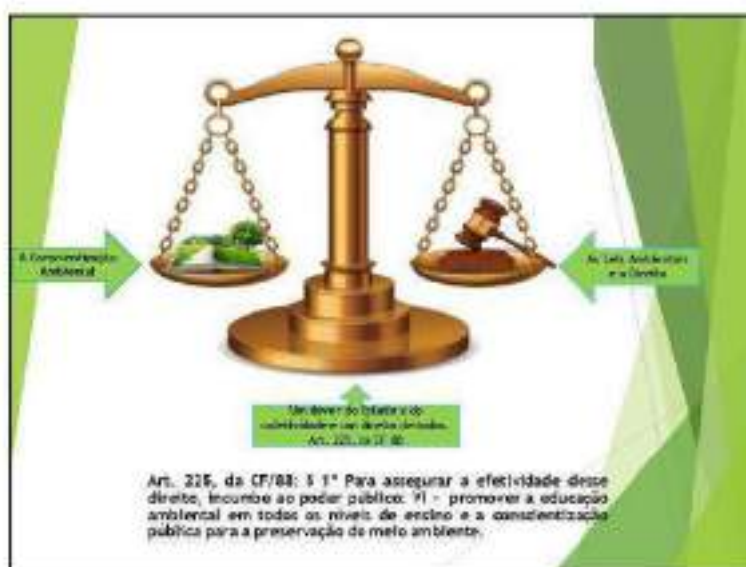 A Conscientização
Ambiental
As Leis Ambientais
e o Direito
Um dever do Estado e da
coletividade e um direito de todos.
Art. 225, da CF 88
Art. 225, da CF/88: § 1º Para assegurar a efetividade desse
direito, incumbe ao poder público: VI - promover a educação
ambiental em todos os níveis de ensino e a conscientização
pública para a preservação do meio ambiente.